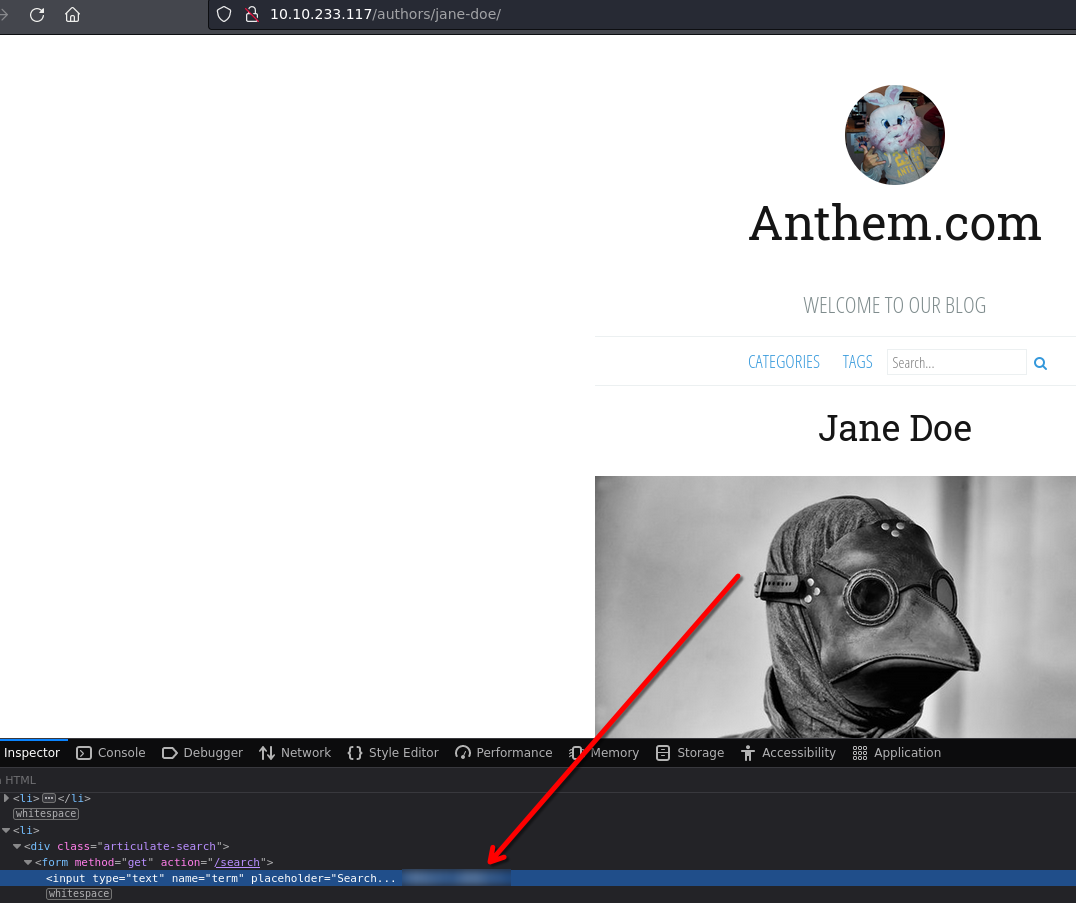 10.10.233.117/authors/jane-doe/
Anthem.com
WELCOME TO OUR BLOG
CATEGORIES TAGS Search...
Jane Doe
Inspector Console Debugger Network Style Editor Performance Memory Storage Accessibility Application
HTML
<li></li>
whitespace
<li>
<div class="articulate-search">
<form method="get" action="/search">
<input type="text" name="term" placeholder="Search...
whitespace